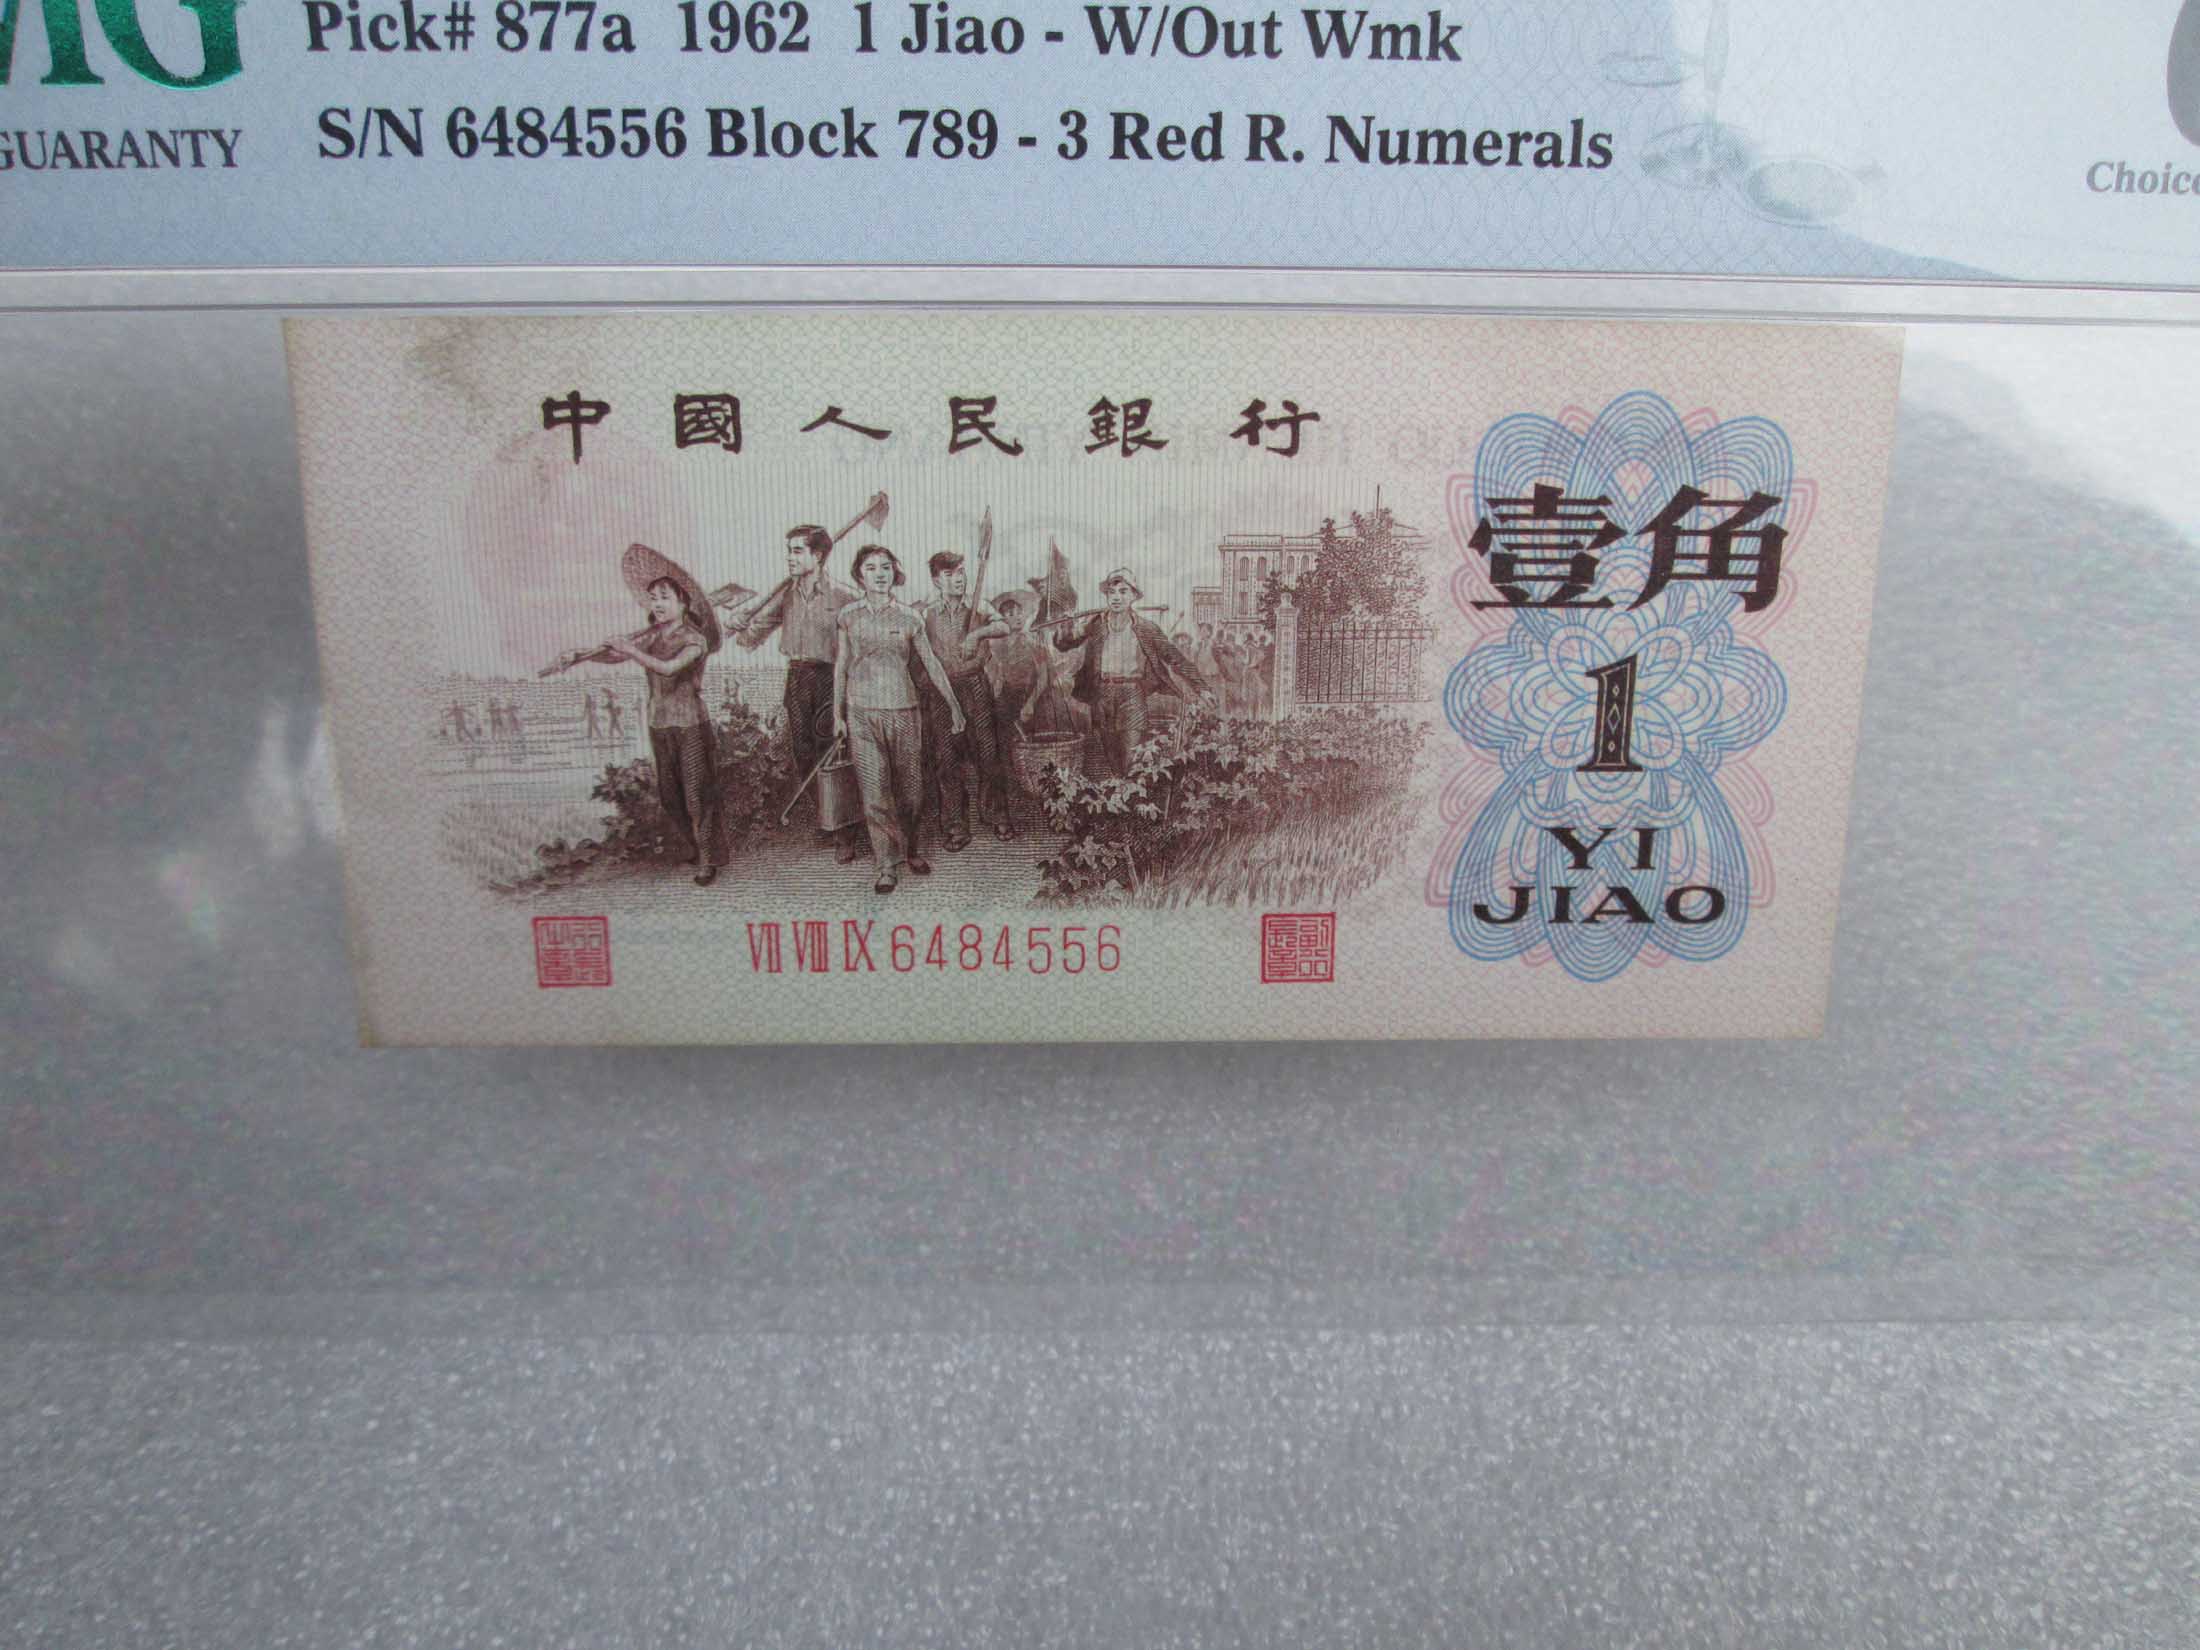 Pick# 877a 1962 1 Jiao - W/Out Wmk
GUARANTY S/N 6484556 Block 789 - 3 Red R. Numerals
Choice
中國人民銀行
壹角
1
YI
JIAO
VII VIII IX 6484556